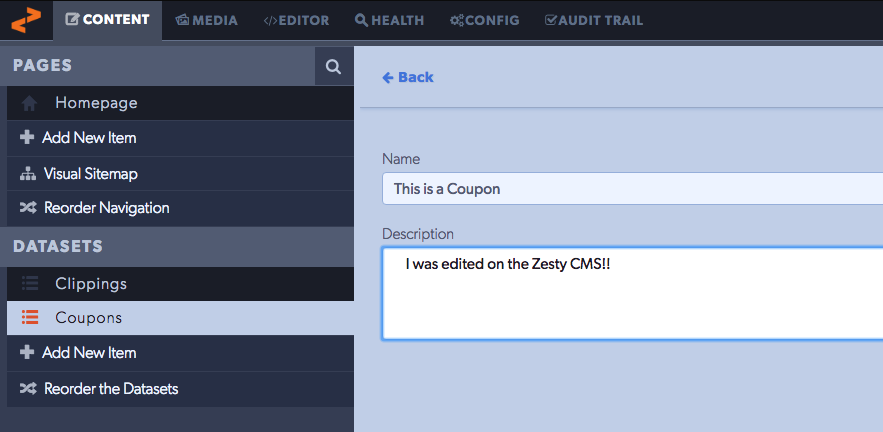 CONTENT MEDIA </>EDITOR HEALTH CONFIG AUDIT TRAIL
PAGES
Homepage
Add New Item
Visual Sitemap
Reorder Navigation
DATASETS
Clippings
Coupons
Add New Item
Reorder the Datasets
Back
Name
This is a Coupon
Description
I was edited on the Zesty CMS!!